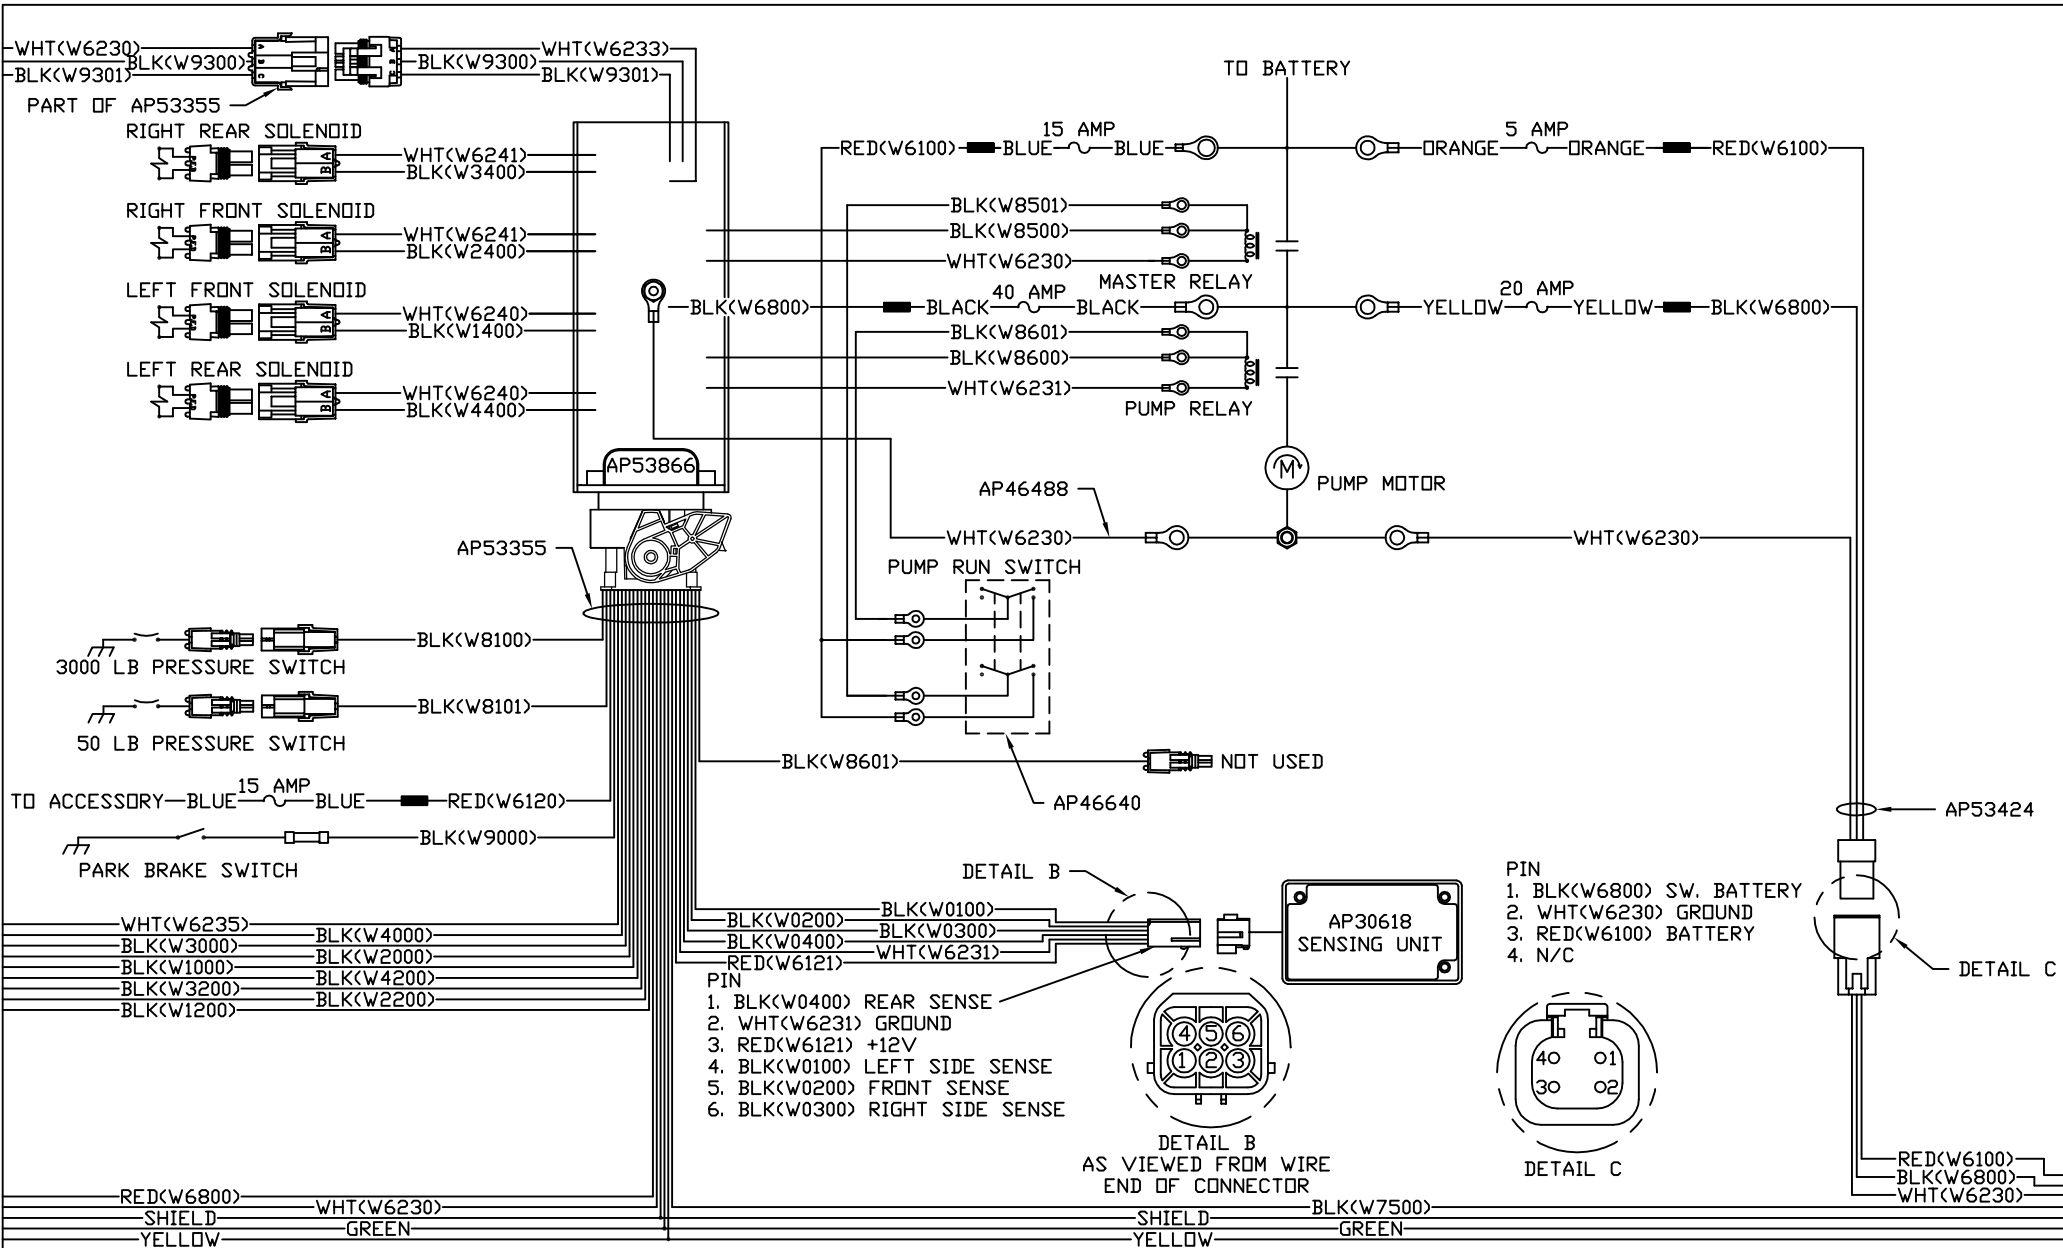 WHT(W6230)
BLK(W9300)
BLK(W9301)
A
B
C
WHT(W6233)
BLK(W9300)
BLK(W9301)
PART OF AP53355
RIGHT REAR SOLENOID
A
B
WHT(W6241)
BLK(W3400)
RIGHT FRONT SOLENOID
A
B
WHT(W6241)
BLK(W2400)
LEFT FRONT SOLENOID
A
B
WHT(W6240)
BLK(W1400)
LEFT REAR SOLENOID
A
B
WHT(W6240)
BLK(W4400)
AP53866
TO BATTERY
RED(W6100) BLUE 15 AMP BLUE
ORANGE 5 AMP ORANGE RED(W6100)
BLK(W8501)
BLK(W8500)
WHT(W6230)
MASTER RELAY
BLK(W6800) BLACK 40 AMP BLACK
YELLOW 20 AMP YELLOW BLK(W6800)
BLK(W8601)
BLK(W8600)
WHT(W6231)
PUMP RELAY
M
PUMP MOTOR
AP46488
WHT(W6230)
WHT(W6230)
PUMP RUN SWITCH
AP53355
BLK(W8100)
3000 LB PRESSURE SWITCH
BLK(W8101)
50 LB PRESSURE SWITCH
BLK(W8601)
NOT USED
AP46640
TO ACCESSORY BLUE 15 AMP BLUE RED(W6120)
BLK(W9000)
PARK BRAKE SWITCH
AP53424
DETAIL B
BLK(W0100)
BLK(W0200)
BLK(W0300)
BLK(W0400)
WHT(W6231)
RED(W6121)
AP30618
SENSING UNIT
PIN
1. BLK(W6800) SW. BATTERY
2. WHT(W6230) GROUND
3. RED(W6100) BATTERY
4. N/C
DETAIL C
WHT(W6235)
BLK(W4000)
BLK(W3000)
BLK(W2000)
BLK(W1000)
BLK(W4200)
BLK(W3200)
BLK(W2200)
BLK(W1200)
PIN
1. BLK(W0400) REAR SENSE
2. WHT(W6231) GROUND
3. RED(W6121) +12V
4. BLK(W0100) LEFT SIDE SENSE
5. BLK(W0200) FRONT SENSE
6. BLK(W0300) RIGHT SIDE SENSE
4 5 6
1 2 3
DETAIL B
AS VIEWED FROM WIRE
END OF CONNECTOR
4 1
3 2
DETAIL C
RED(W6100)
BLK(W6800)
WHT(W6230)
RED(W6800)
WHT(W6230)
BLK(W7500)
SHIELD
SHIELD
GREEN
GREEN
YELLOW
YELLOW